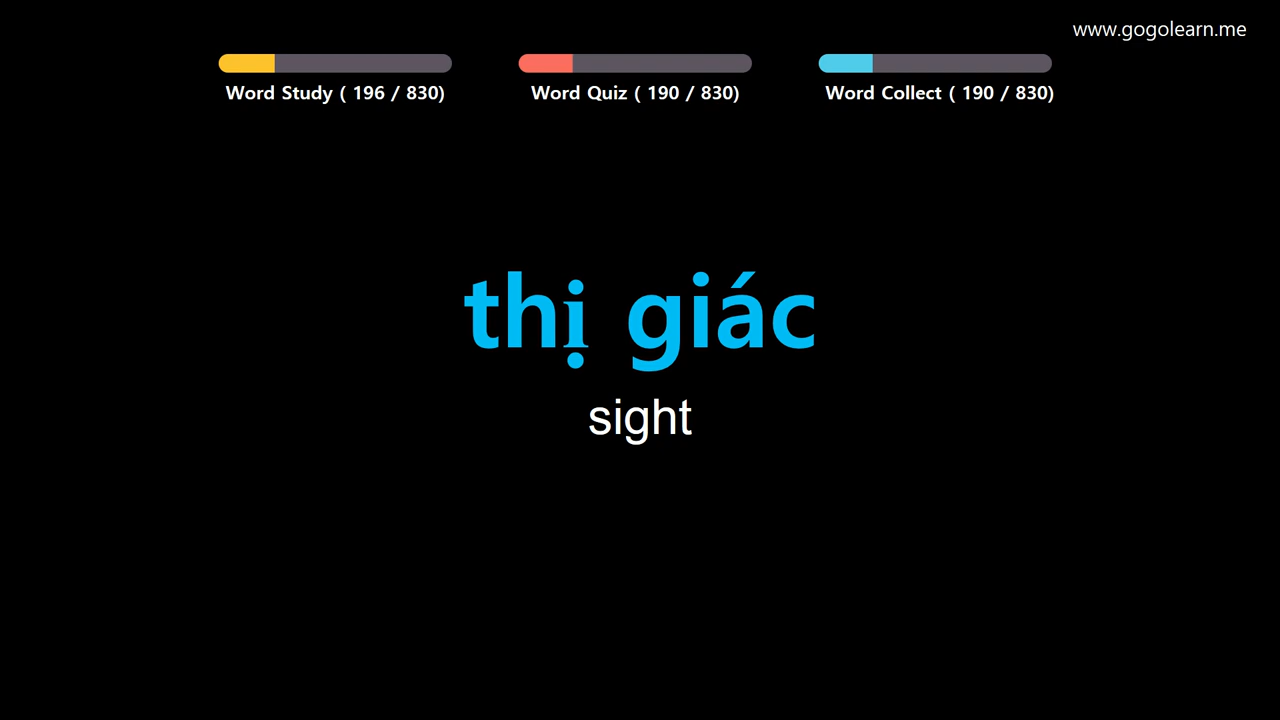 www.gogolearn.me
Word Study ( 196 / 830)
Word Quiz ( 190 / 830)
Word Collect ( 190 / 830)
thị giác
sight